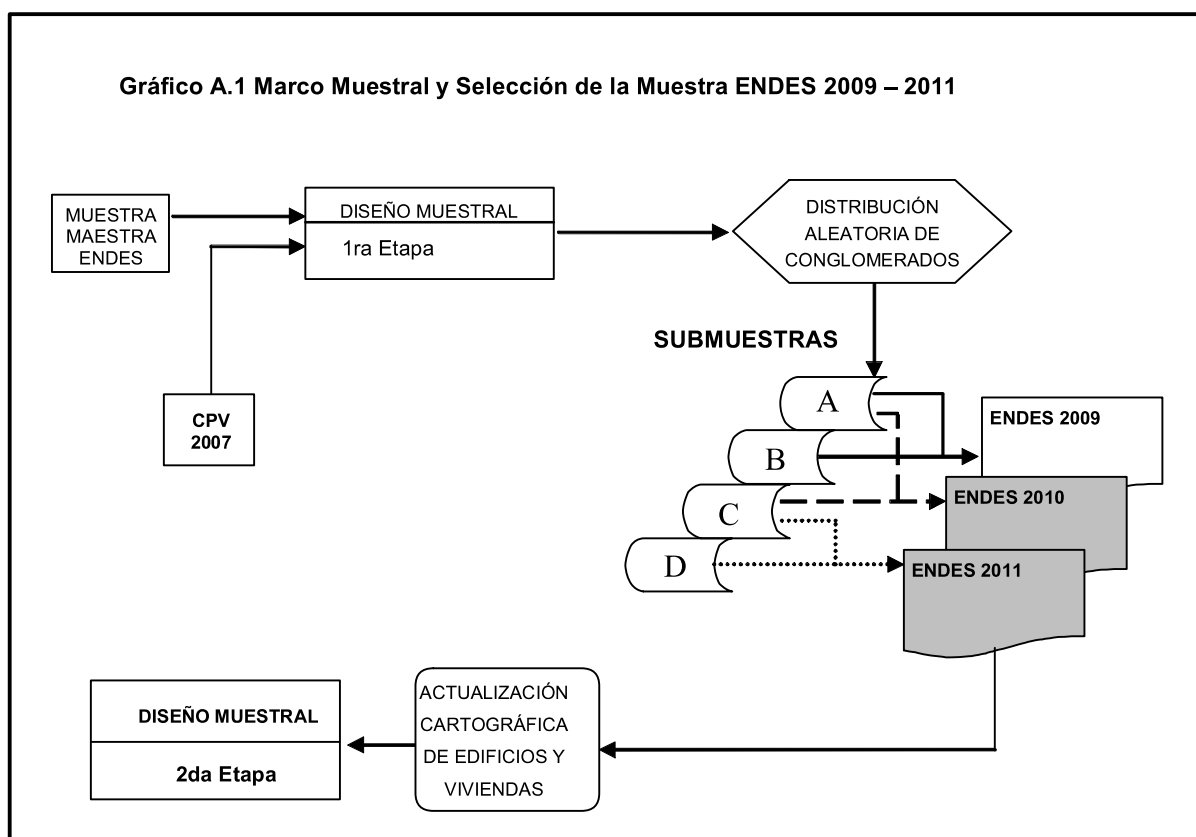 Gráfico A.1 Marco Muestral y Selección de la Muestra ENDES 2009 – 2011
MUESTRA
MAESTRA
ENDES
DISEÑO MUESTRAL
1ra Etapa
DISTRIBUCIÓN
ALEATORIA DE
CONGLOMERADOS
CPV
2007
SUBMUESTRAS
A
B
C
D
ENDES 2009
ENDES 2010
ENDES 2011
DISEÑO MUESTRAL
2da Etapa
ACTUALIZACIÓN
CARTOGRÁFICA
DE EDIFICIOS Y
VIVIENDAS